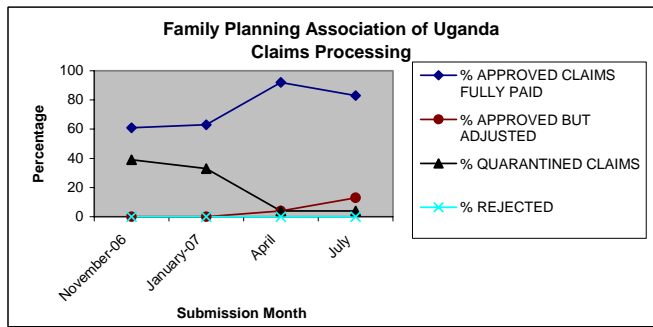 Family Planning Association of Uganda
Claims Processing
Percentage
100
80
60
40
20
0
November-06
January-07
April
July
Submission Month
% APPROVED CLAIMS
FULLY PAID
% APPROVED BUT
ADJUSTED
% QUARANTINED CLAIMS
% REJECTED